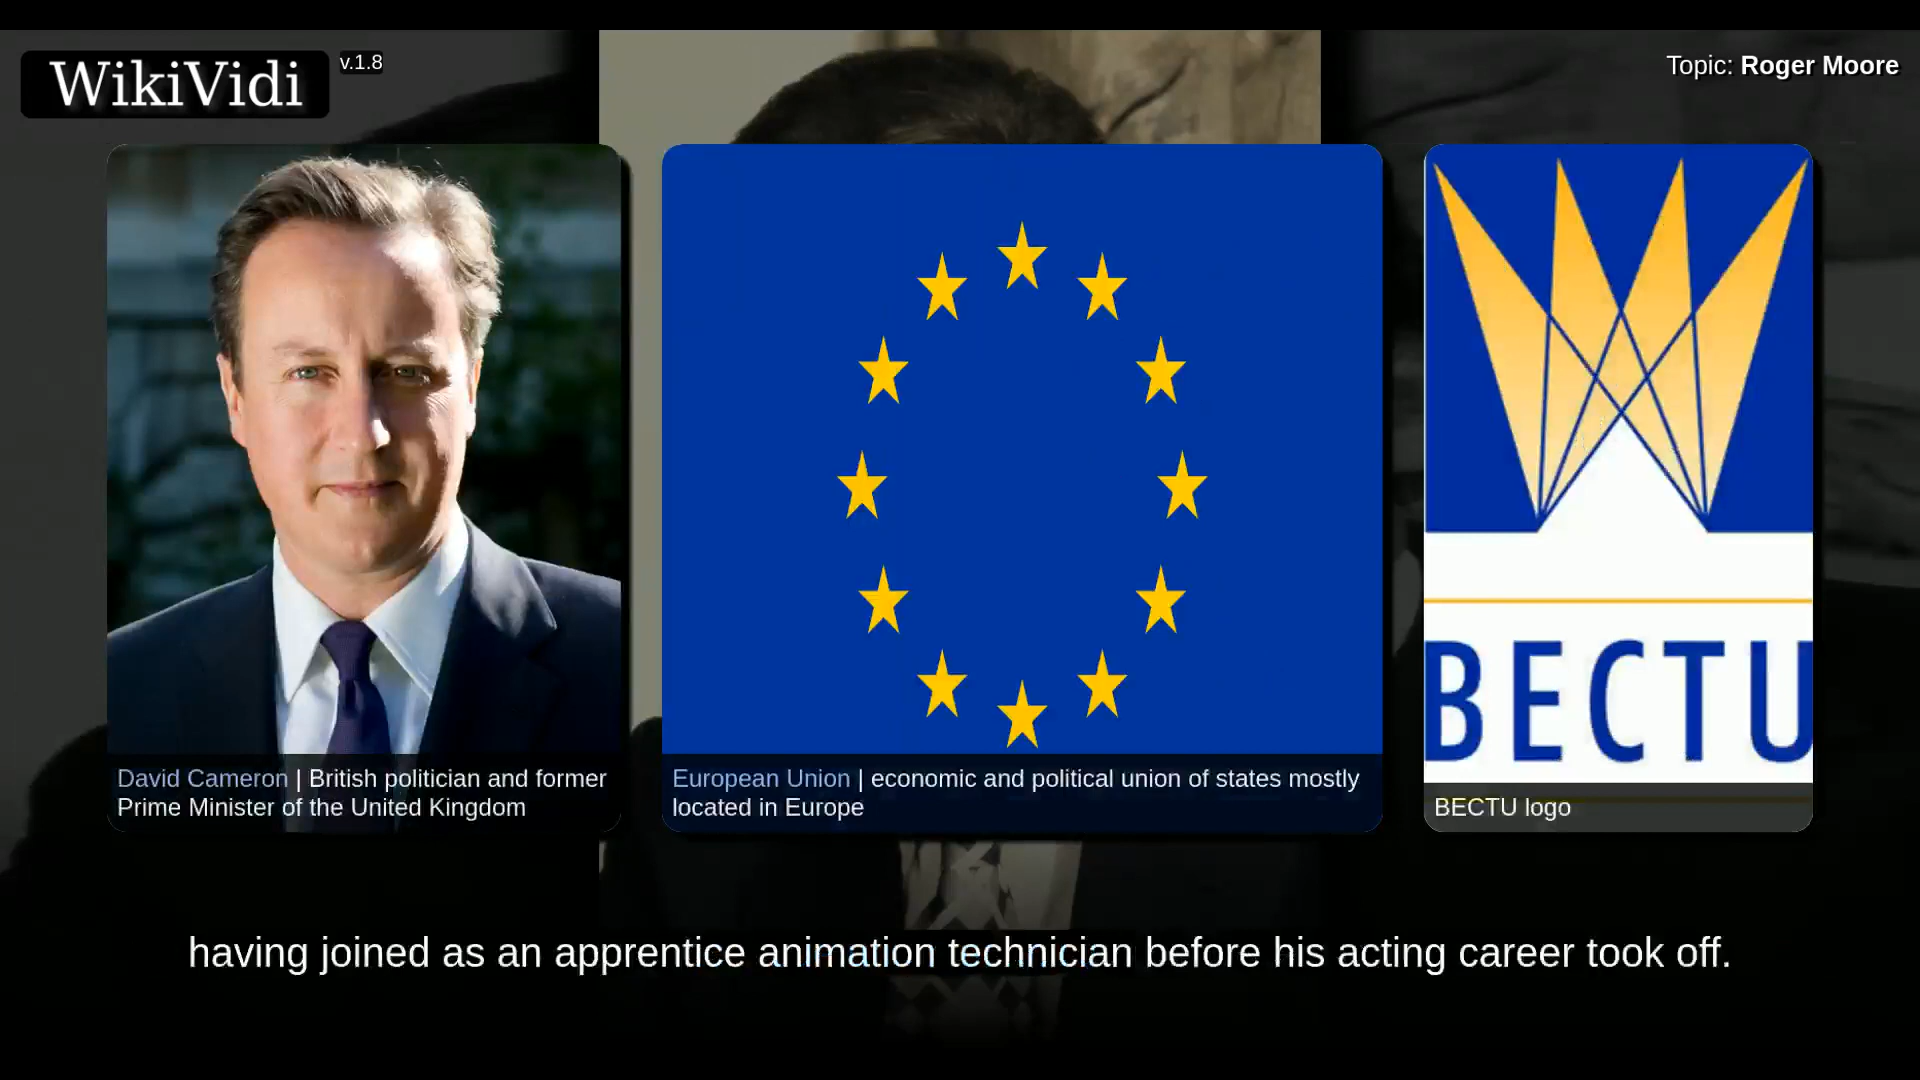 WikiVidi
v.1.8
Topic: Roger Moore
David Cameron | British politician and former
Prime Minister of the United Kingdom
European Union | economic and political union of states mostly
located in Europe
BECTU
BECTU logo
having joined as an apprentice animation technician before his acting career took off.